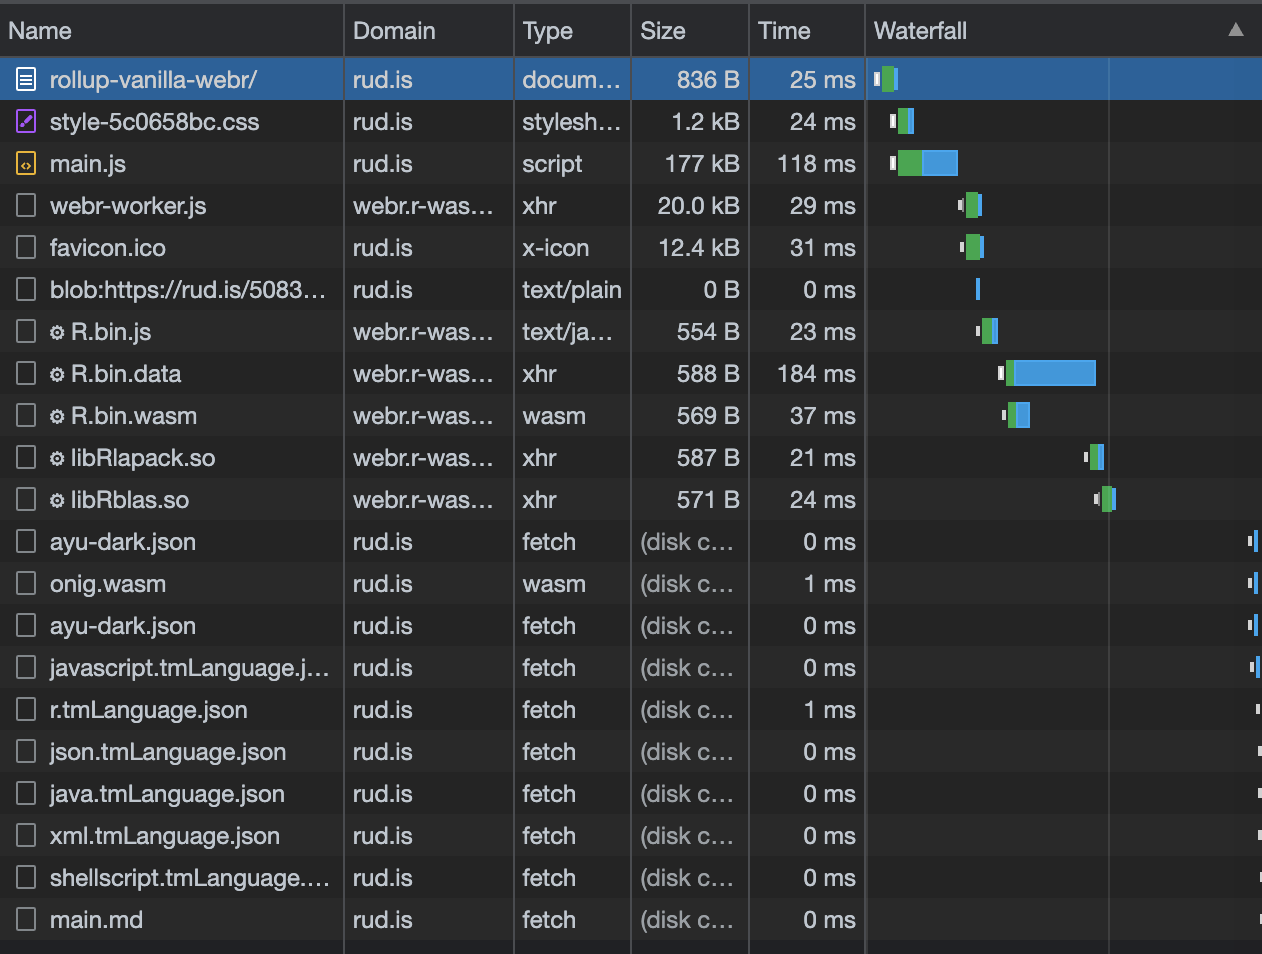 Name Domain Type Size Time Waterfall
rollup-vanilla-webr/ rud.is docum... 836 B 25 ms
style-5c0658bc.css rud.is stylesh... 1.2 kB 24 ms
main.js rud.is script 177 kB 118 ms
webr-worker.js webr.r-was... xhr 20.0 kB 29 ms
favicon.ico rud.is x-icon 12.4 kB 31 ms
blob:https://rud.is/5083... rud.is text/plain 0 B 0 ms
R.bin.js webr.r-was... text/ja... 554 B 23 ms
R.bin.data webr.r-was... xhr 588 B 184 ms
R.bin.wasm webr.r-was... wasm 569 B 37 ms
libRlapack.so webr.r-was... xhr 587 B 21 ms
libRblas.so webr.r-was... xhr 571 B 24 ms
ayu-dark.json rud.is fetch (disk c... 0 ms
onig.wasm rud.is wasm (disk c... 1 ms
ayu-dark.json rud.is fetch (disk c... 0 ms
javascript.tmLanguage.j... rud.is fetch (disk c... 0 ms
r.tmLanguage.json rud.is fetch (disk c... 1 ms
json.tmLanguage.json rud.is fetch (disk c... 0 ms
java.tmLanguage.json rud.is fetch (disk c... 0 ms
xml.tmLanguage.json rud.is fetch (disk c... 0 ms
shellscript.tmLanguage.... rud.is fetch (disk c... 0 ms
main.md rud.is fetch (disk c... 0 ms